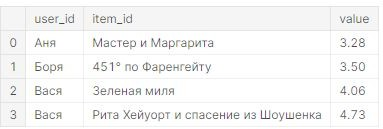 user_id item_id value
0 Аня Мастер и Маргарита 3.28
1 Боря 451° по Фаренгейту 3.50
2 Вася Зеленая миля 4.06
3 Вася Рита Хейуорт и спасение из Шоушенка 4.73